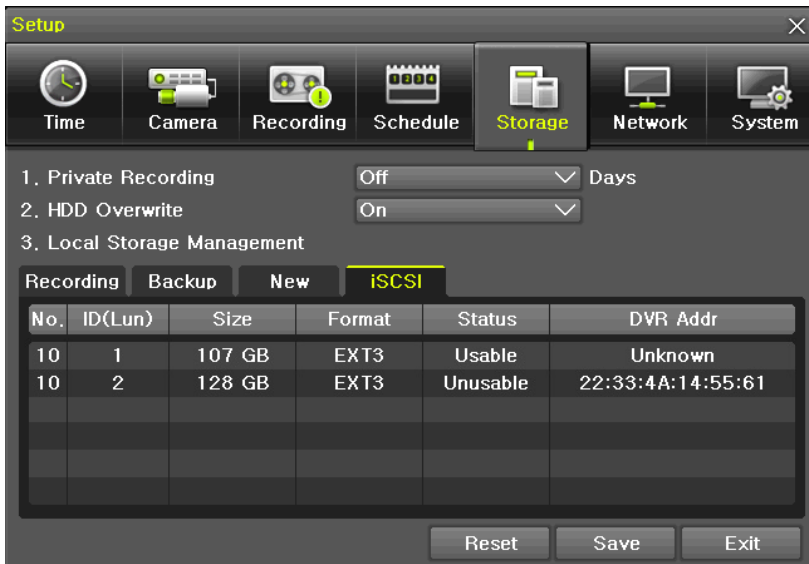 Setup
Time Camera Recording Schedule Storage Network System
1. Private Recording Off Days
2. HDD Overwrite On
3. Local Storage Management
Recording Backup New iSCSI
No. ID(Lun) Size Format Status DVR Addr
10 1 107 GB EXT3 Usable Unknown
10 2 128 GB EXT3 Unusable 22:33:4A:14:55:61
Reset Save Exit